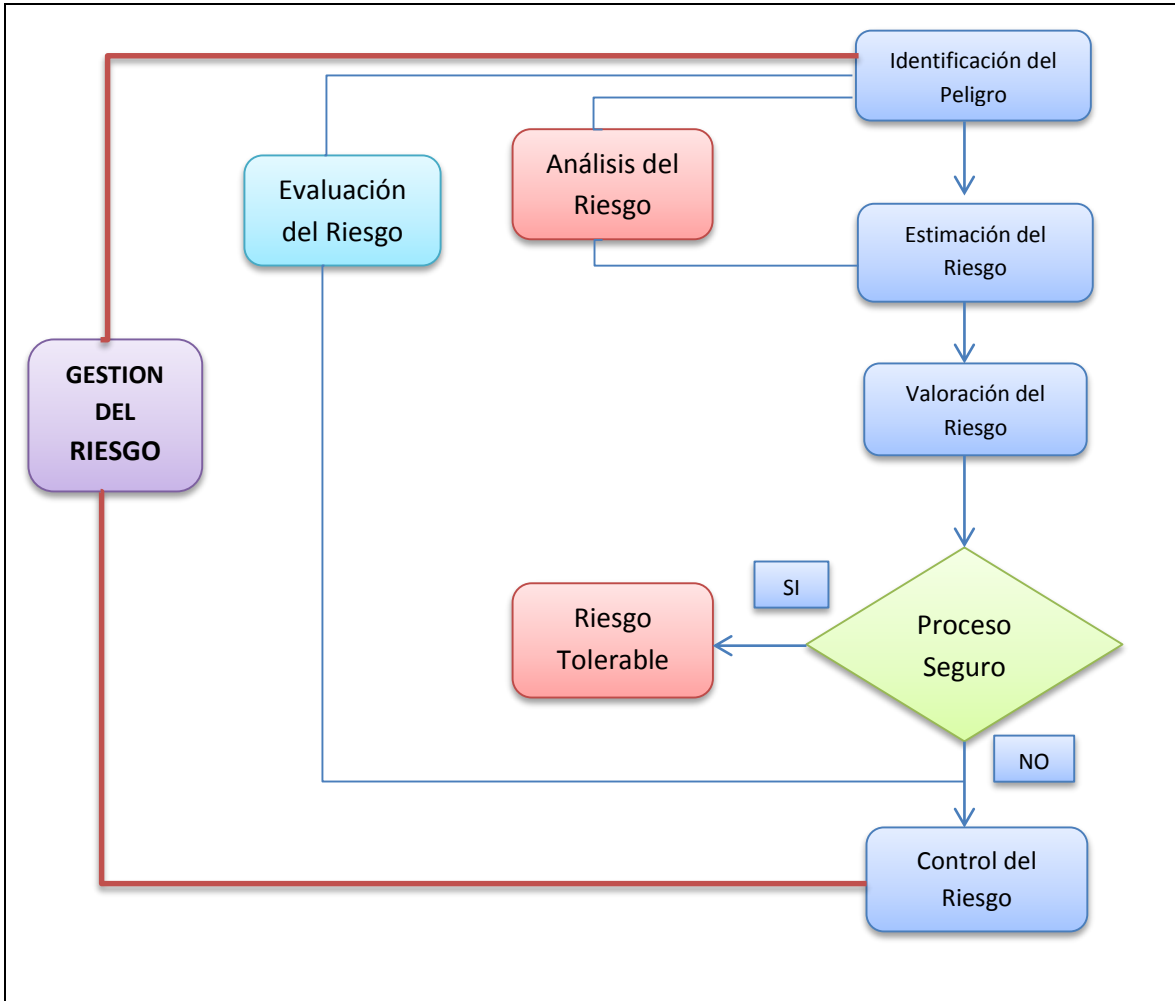 Identificación del
Peligro
Análisis del
Riesgo
Evaluación
del Riesgo
Estimación del
Riesgo
GESTION
DEL
RIESGO
Valoración del
Riesgo
SI
Riesgo
Tolerable
Proceso
Seguro
NO
Control del
Riesgo